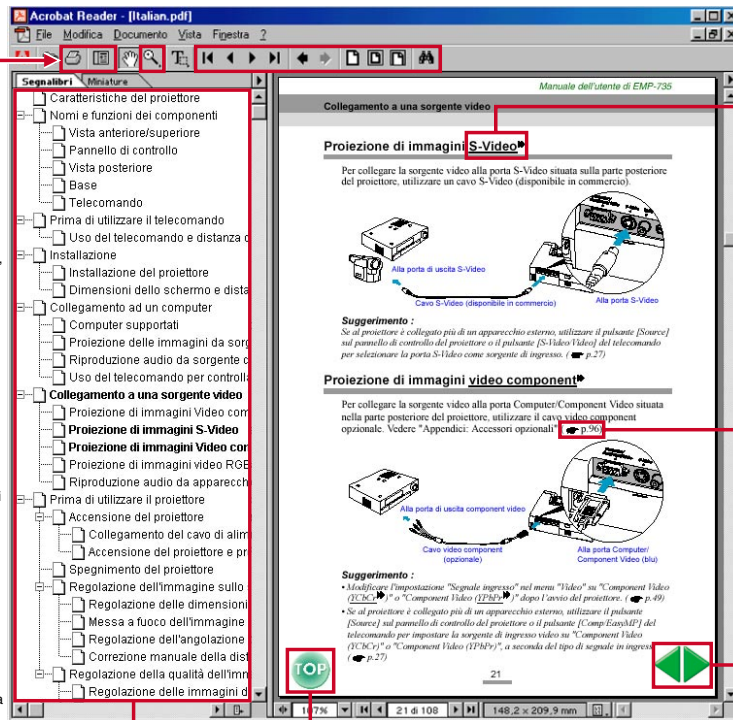 Acrobat Reader - [Italian.pdf]
File Modifica Documento Vista Finestra ?
Segnalibri Miniature
Caratteristiche del proiettore
Nomi e funzioni dei componenti
Vista anteriore/superiore
Pannello di controllo
Vista posteriore
Base
Telecomando
Prima di utilizzare il telecomando
Uso del telecomando e distanza
Installazione
Installazione del proiettore
Dimensioni dello schermo e dista
Collegamento ad un computer
Computer supportati
Proiezione delle immagini da sorg
Riproduzione audio da sorgente
Uso del telecomando per controlla
Collegamento a una sorgente video
Proiezione di immagini Video com
Proiezione di immagini S-Video
Proiezione di immagini Video cor
Proiezione di immagini video RGB
Riproduzione audio da apparecch
Prima di utilizzare il proiettore
Accensione del proiettore
Collegamento del cavo di alim
Accensione del proiettore e pr
Spegnimento del proiettore
Regolazione dell'immagine sullo
Regolazione delle dimensioni
Messa a fuoco dell'immagine
Regolazione dell'angolazione
Correzione manuale della dist
Regolazione della qualità dell'imm
Regolazione delle immagini d
Manuale dell'utente di EMP-735
Collegamento a una sorgente video
Proiezione di immagini S-Video
Per collegare la sorgente video alla porta S-Video situata sulla parte posteriore
del proiettore, utilizzare un cavo S-Video (disponibile in commercio).
Alla porta di uscita S-Video
Cavo S-Video (disponibile in commercio)
Alla porta S-Video
Suggerimento :
Se al proiettore è collegato più di un apparecchio esterno, utilizzare il pulsante [Source]
sul pannello di controllo del proiettore o il pulsante [S-Video/Video] del telecomando
per selezionare la porta S-Video come sorgente di ingresso. ( p.27)
Proiezione di immagini video component
Per collegare la sorgente video alla porta Computer/Component Video situata
nella parte posteriore del proiettore, utilizzare il cavo video component
opzionale. Vedere "Appendici: Accessori opzionali" ( p.96)
Alla porta di uscita component video
Cavo video component
(opzionale)
Alla porta Computer/
Component Video (blu)
Suggerimento :
• Modificare l'impostazione "Segnale ingresso" nel menu "Video" su "Component Video
(YCbCr)" o "Component Video (YPbPr)" dopo l'avvio del proiettore. ( p.49)
• Se al proiettore è collegato più di un apparecchio esterno, utilizzare il pulsante
[Source] sul pannello di controllo del proiettore o il pulsante [Comp/EasyMP] del
telecomando per impostare la sorgente di ingresso video su "Component Video
(YCbCr)" o "Component Video (YPbPr)", a seconda del tipo di segnale in ingresso.
( p.27)
21
TOP
107% 21 di 108 148,2 x 209,9 mm